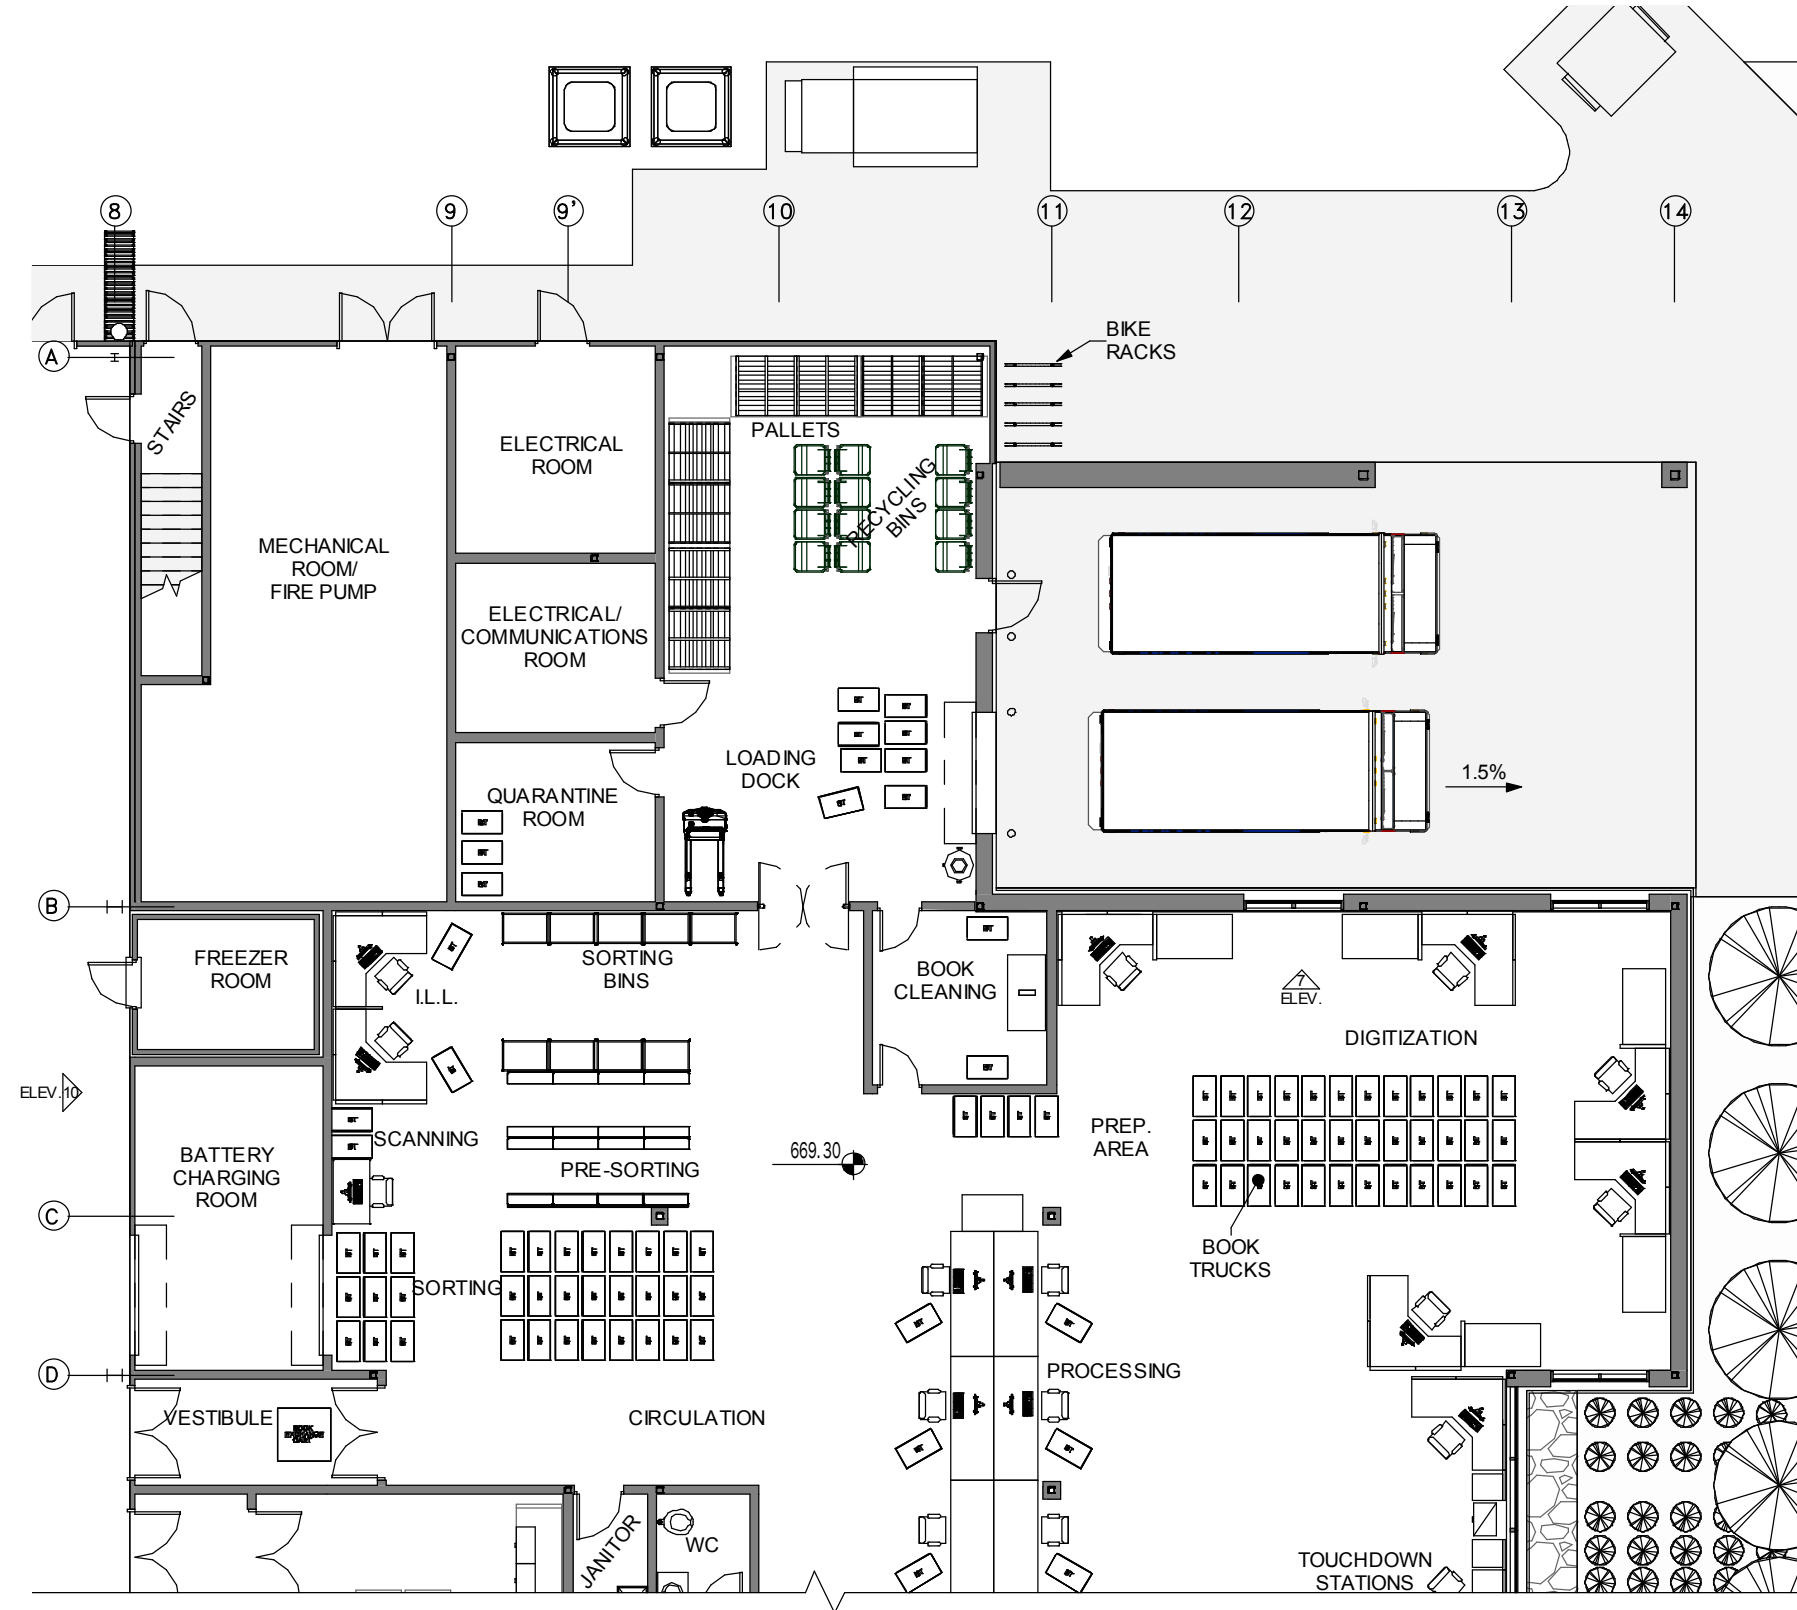 8
9
9'
10
11
12
13
14
BIKE
RACKS
A
STAIRS
PALLETS
ELECTRICAL
ROOM
RECYCLING
BINS
MECHANICAL
ROOM/
FIRE PUMP
ELECTRICAL/
COMMUNICATIONS
ROOM
LOADING
DOCK
1.5%
QUARANTINE
ROOM
B
FREEZER
ROOM
SORTING
BINS
I.L.L.
BOOK
CLEANING
7
ELEV.
DIGITIZATION
ELEV.10
SCANNING
PREP.
AREA
BATTERY
CHARGING
ROOM
PRE-SORTING
669.30
C
BOOK
TRUCKS
SORTING
D
PROCESSING
VESTIBULE
CIRCULATION
JANITOR
WC
TOUCHDOWN
STATIONS